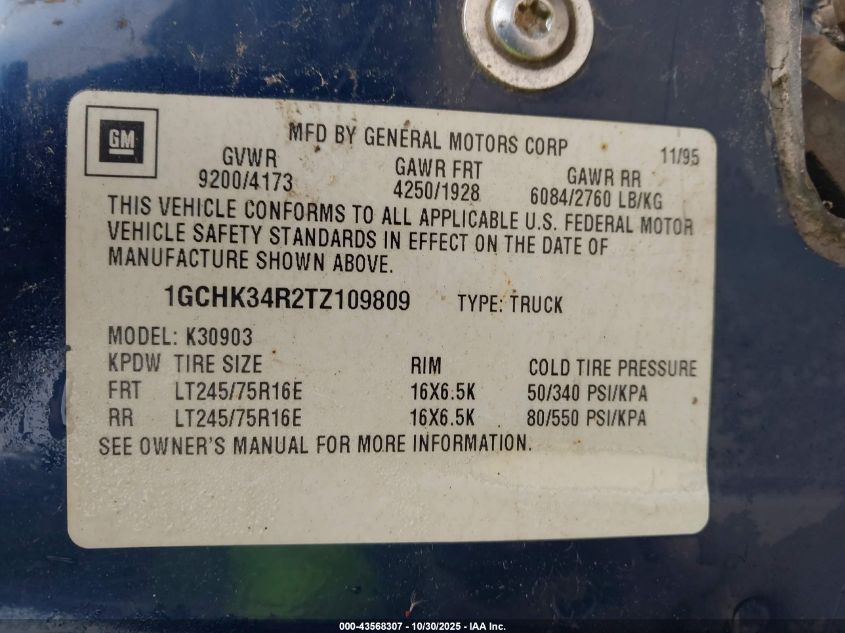 GM
MFD BY GENERAL MOTORS CORP 11/95
GVWR GAWR FRT GAWR RR
9200/4173 4250/1928 6084/2760 LB/KG
THIS VEHICLE CONFORMS TO ALL APPLICABLE U.S. FEDERAL MOTOR
VEHICLE SAFETY STANDARDS IN EFFECT ON THE DATE OF
MANUFACTURE SHOWN ABOVE.
1GCHK34R2TZ109809 TYPE: TRUCK
MODEL: K30903
KPDW TIRE SIZE RIM COLD TIRE PRESSURE
FRT LT245/75R16E 16X6.5K 50/340 PSI/KPA
RR LT245/75R16E 16X6.5K 80/550 PSI/KPA
SEE OWNER'S MANUAL FOR MORE INFORMATION.
000-43568307 - 10/30/2025 - IAA Inc.